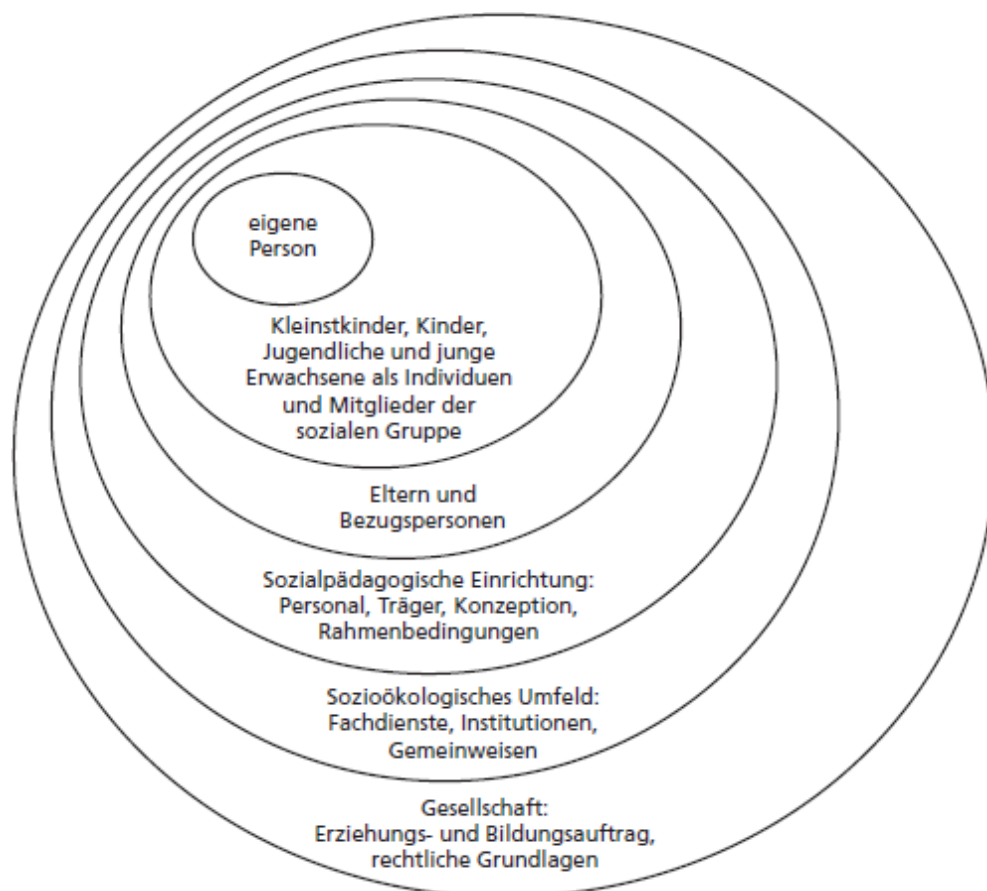 eigene
Person
Kleinstkinder, Kinder,
Jugendliche und junge
Erwachsene als Individuen
und Mitglieder der
sozialen Gruppe
Eltern und
Bezugspersonen
Sozialpädagogische Einrichtung:
Personal, Träger, Konzeption,
Rahmenbedingungen
Sozioökologisches Umfeld:
Fachdienste, Institutionen,
Gemeinweisen
Gesellschaft:
Erziehungs- und Bildungsauftrag,
rechtliche Grundlagen